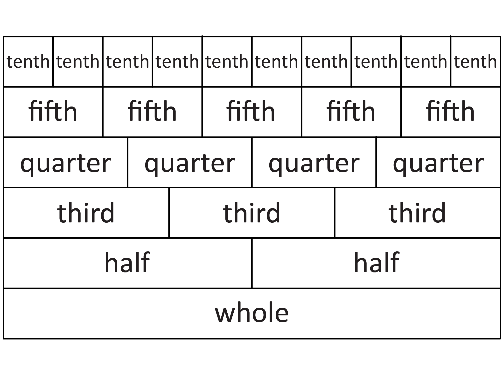 tenth tenth tenth tenth tenth tenth tenth tenth tenth tenth
fifth fifth fifth fifth fifth
quarter quarter quarter quarter
third third third
half half
whole